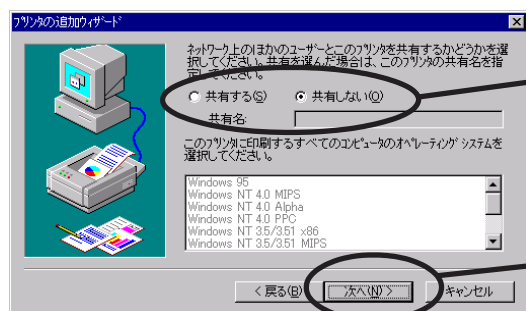 プリンタの追加ウィザード
ネットワーク上のほかのユーザーとこのプリンタを共有するかどうかを選
択してください。共有を選んだ場合は、このプリンタの共有名を指
定してください。
共有する(S) 共有しない(O)
共有名:
このプリンタに印刷するすべてのコンピュータのオペレーティング システムを
選択してください。
Windows 95
Windows NT 4.0 MIPS
Windows NT 4.0 Alpha
Windows NT 4.0 PPC
Windows NT 3.5/3.51 x86
Windows NT 3.5/3.51 MIPS
< 戻る(B) 次へ(N) > キャンセル